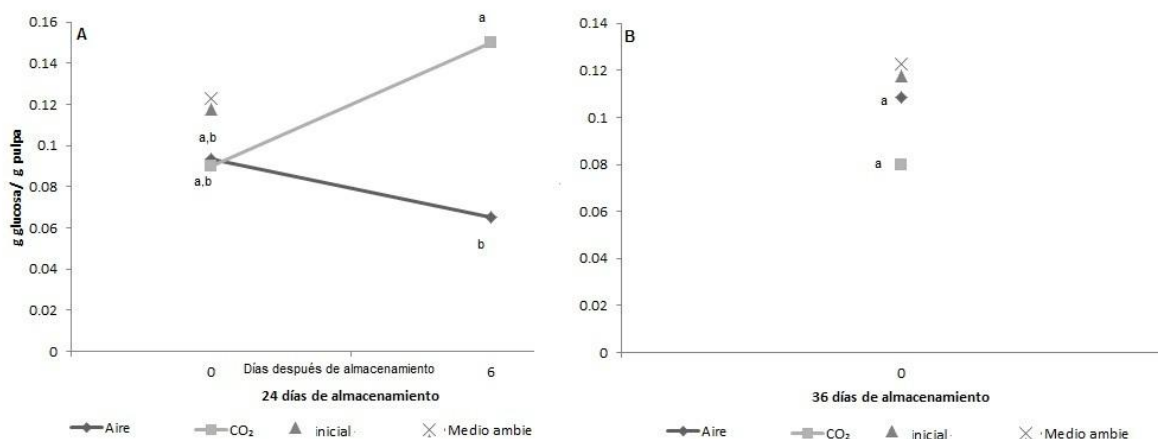 g glucosa/ g pulpa
0.16
0.14
0.12
0.1
0.08
0.06
0.04
0.02
0
A
a
a,b
a,b
b
0
Días después de almacenamiento
6
24 días de almacenamiento
Aire
CO₂
inicial
Medio ambie
0.14
0.12
0.1
0.08
0.06
0.04
0.02
0
B
a
a
0
36 días de almacenamiento
Aire
CO₂
inicial
Medio ambie